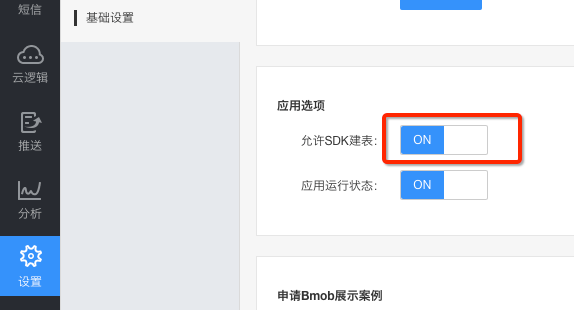 短信
云逻辑
推送
分析
设置
基础设置
应用选项
允许SDK建表：
ON
应用运行状态：
ON
申请Bmob展示案例